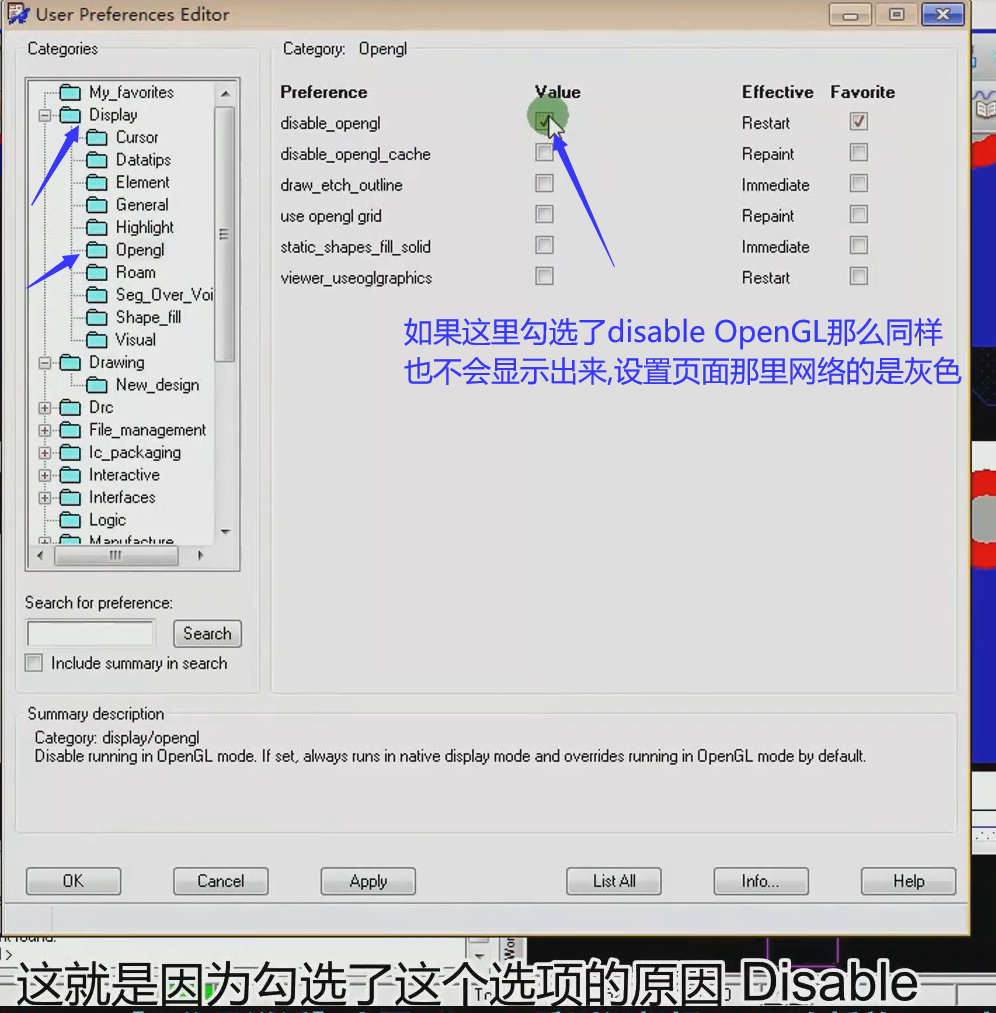 User Preferences Editor
Categories
My_favorites
Display
Cursor
Datatips
Element
General
Highlight
Opengl
Roam
Seg_Over_Voi
Shape_fill
Visual
Drawing
New_design
Drc
File_management
Ic_packaging
Interactive
Interfaces
Logic
Manufacture
Search for preference:
Search
Include summary in search
Category: Opengl
Preference Value Effective Favorite
disable_opengl Restart
disable_opengl_cache Repaint
draw_etch_outline Immediate
use opengl grid Repaint
static_shapes_fill_solid Immediate
viewer_useoglgraphics Restart
如果这里勾选了disable OpenGL那么同样
也不会显示出来,设置页面那里网络的是灰色
Summary description
Category: display/opengl
Disable running in OpenGL mode. If set, always runs in native display mode and overrides running in OpenGL mode by default.
OK Cancel Apply List All Info... Help
这就是因为勾选了这个选项的原因 Disable